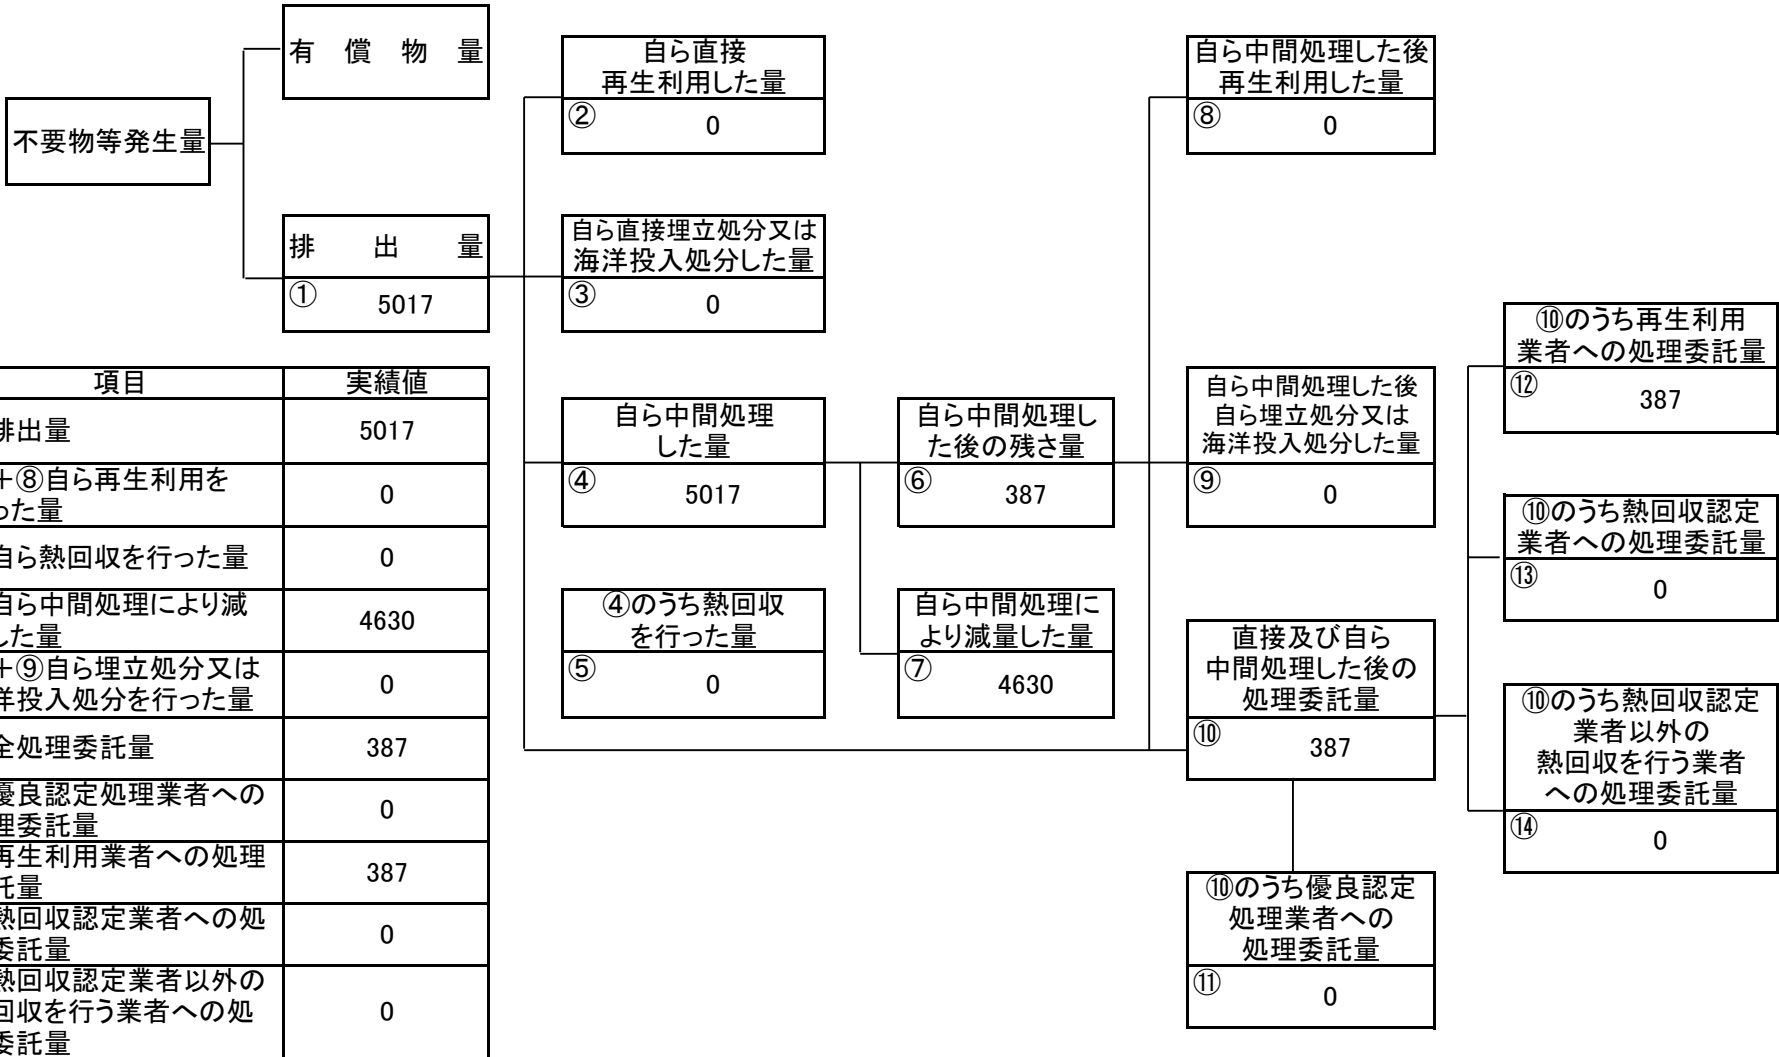 有償物量
不要物等発生量
排出量
① 5017
自ら直接
再生利用した量
② 0
自ら直接埋立処分又は
海洋投入処分した量
③ 0
自ら中間処理
した量
④ 5017
④のうち熱回収
を行った量
⑤ 0
自ら中間処理し
た後の残さ量
⑥ 387
自ら中間処理に
より減量した量
⑦ 4630
自ら中間処理した後
再生利用した量
⑧ 0
自ら中間処理した後
自ら埋立処分又は
海洋投入処分した量
⑨ 0
直接及び自ら
中間処理した後の
処理委託量
⑩ 387
⑩のうち優良認定
処理業者への
処理委託量
⑪ 0
⑩のうち再生利用
業者への処理委託量
⑫ 387
⑩のうち熱回収認定
業者への処理委託量
⑬ 0
⑩のうち熱回収認定
業者以外の
熱回収を行う業者
への処理委託量
⑭ 0
項目 実績値
排出量 5017
+⑧自ら再生利用を
った量 0
自ら熱回収を行った量 0
自ら中間処理により減
した量 4630
+⑨自ら埋立処分又は
洋投入処分を行った量 0
全処理委託量 387
優良認定処理業者への
理委託量 0
再生利用業者への処理
託量 387
熱回収認定業者への処
委託量 0
熱回収認定業者以外の
回収を行う業者への処
委託量 0